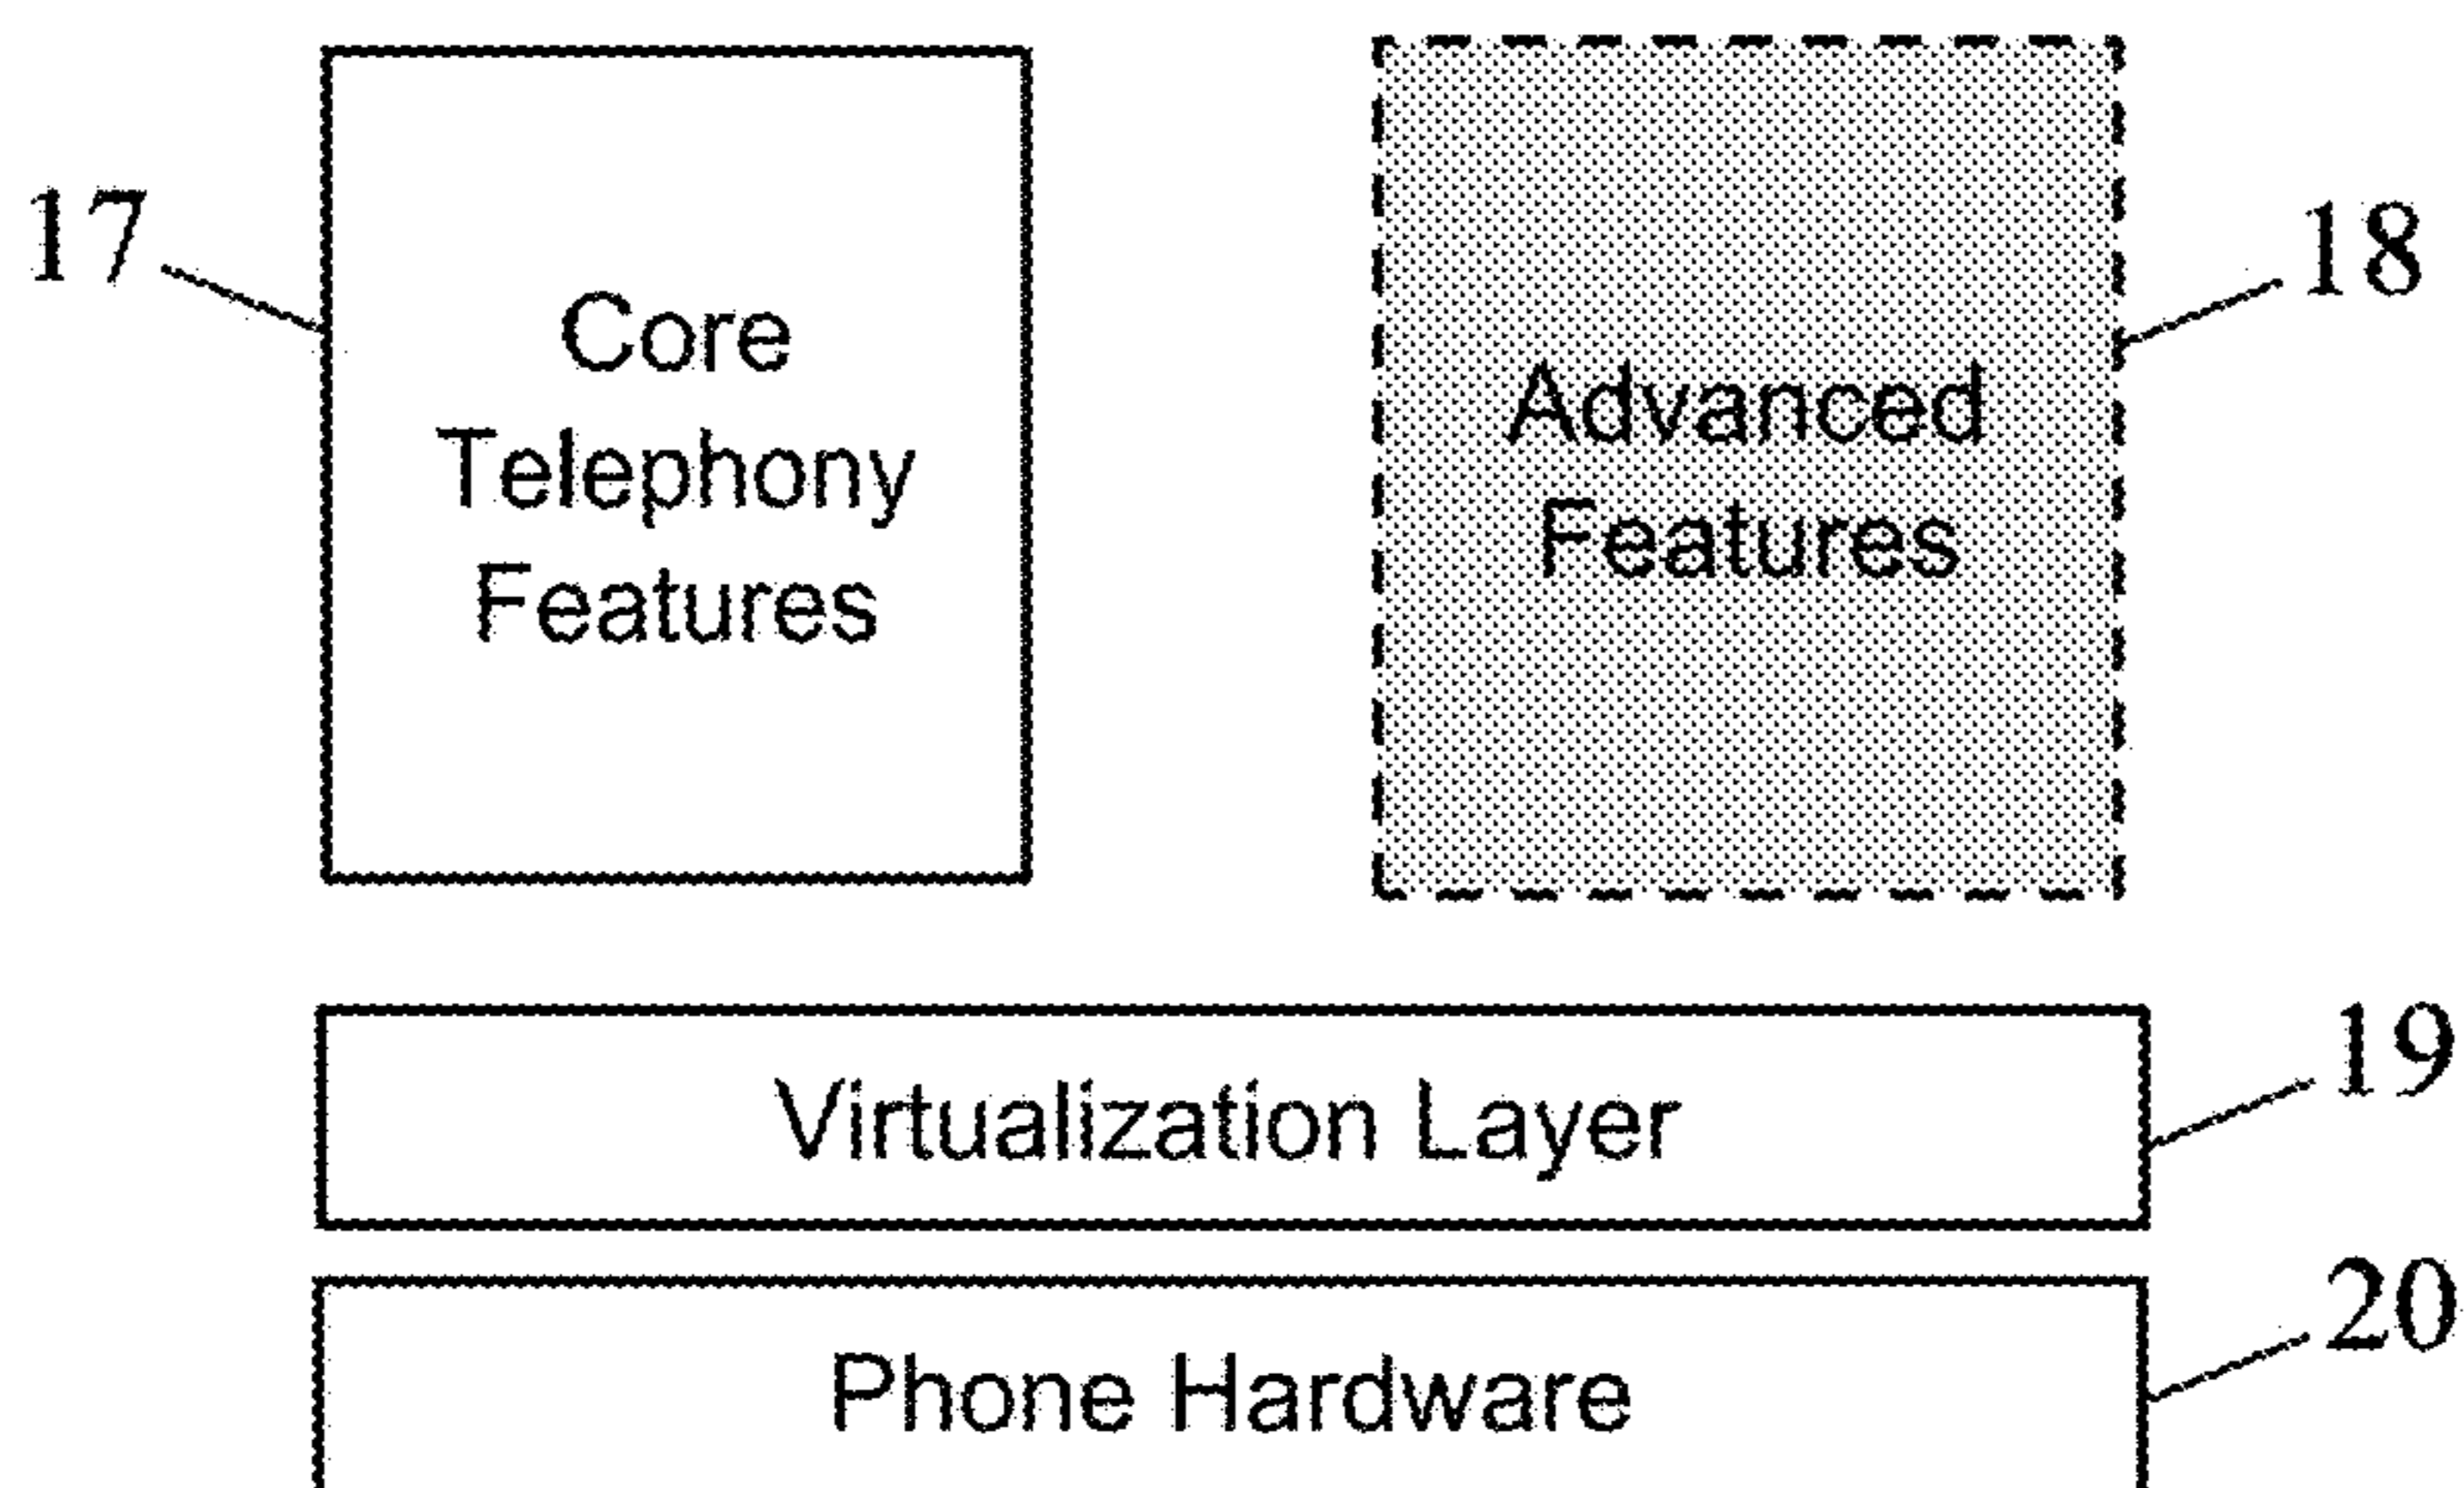 17
Core
Telephony
Features
Advanced
Features
18
Virtualization Layer
19
Phone Hardware
20